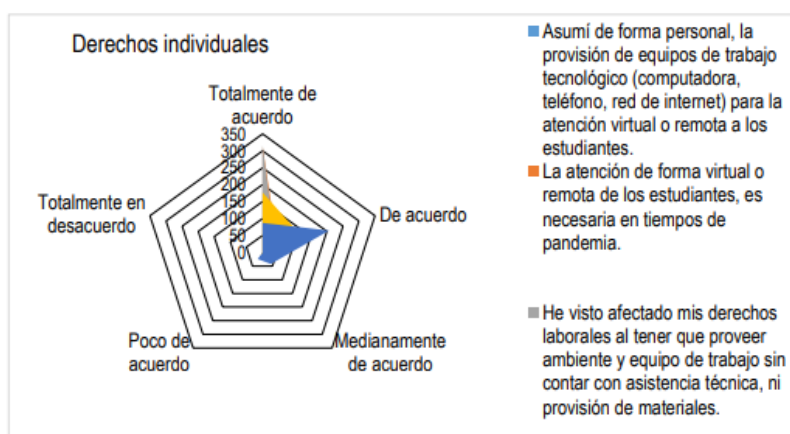 Derechos individuales
Totalmente de
acuerdo
350
300
250
200
150
100
50
0
De acuerdo
Medianamente
de acuerdo
Poco de
acuerdo
Totalmente en
desacuerdo
Asumí de forma personal, la
provisión de equipos de trabajo
tecnológico (computadora,
teléfono, red de internet) para la
atención virtual o remota a los
estudiantes.
La atención de forma virtual o
remota de los estudiantes, es
necesaria en tiempos de
pandemia.
He visto afectado mis derechos
laborales al tener que proveer
ambiente y equipo de trabajo sin
contar con asistencia técnica, ni
provisión de materiales.